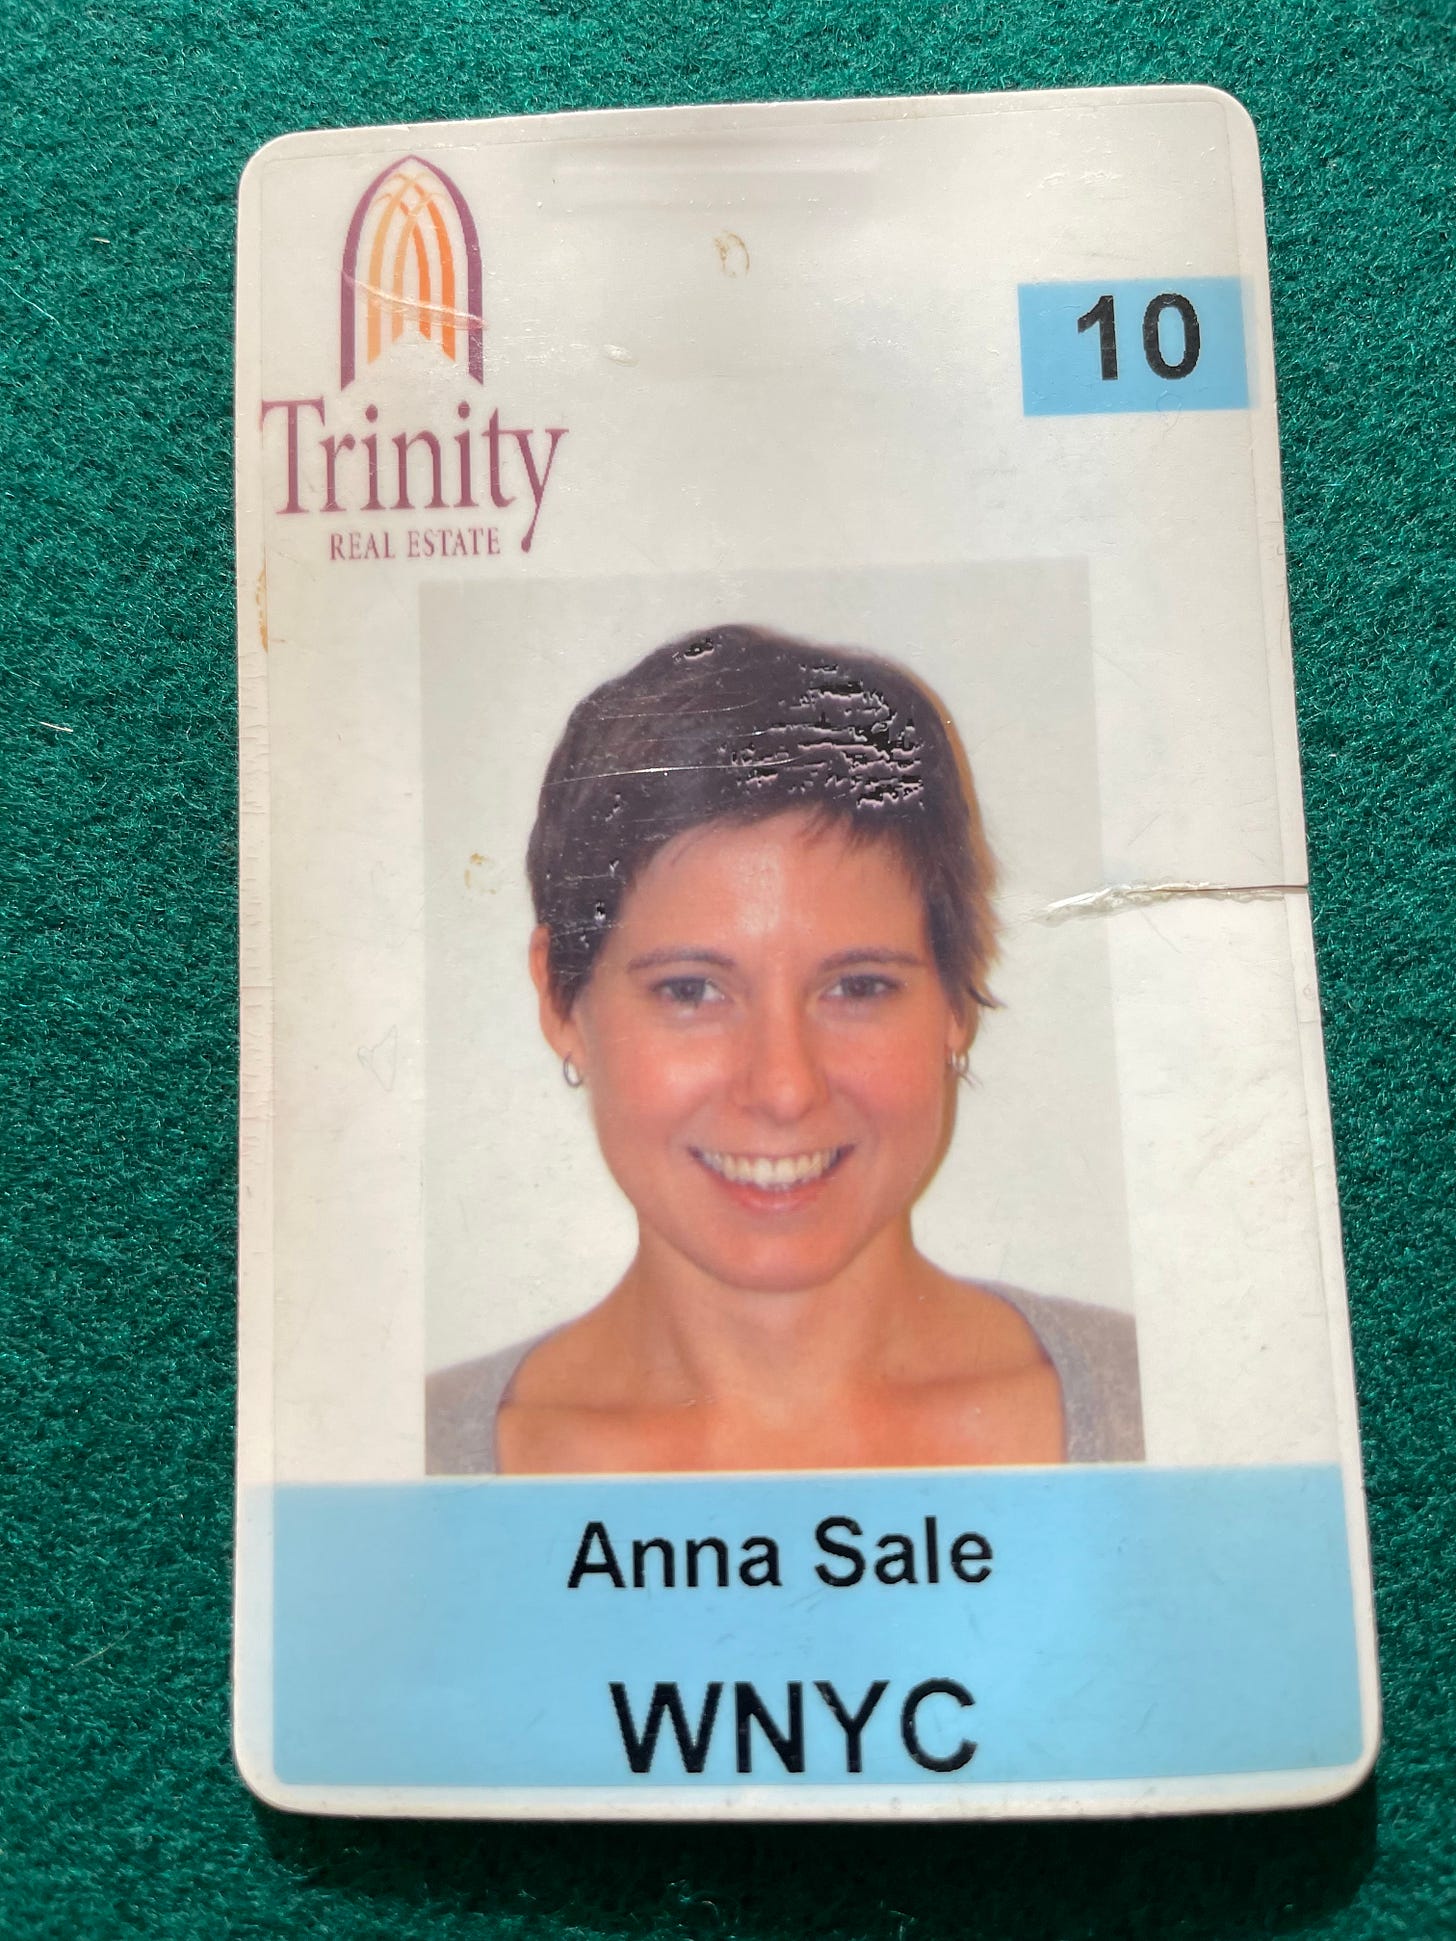 Trinity
REAL ESTATE
10
Anna Sale
WNYC